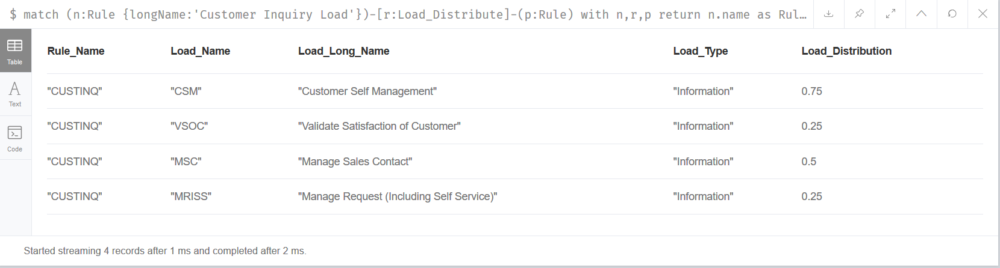 $ match (n:Rule {longName:'Customer Inquiry Load'})-[r:Load_Distribute]-(p:Rule) with n,r,p return n.name as Rul…
Table
Text
Code
Rule_Name Load_Name Load_Long_Name Load_Type Load_Distribution
"CUSTINQ" "CSM" "Customer Self Management" "Information" 0.75
"CUSTINQ" "VSOC" "Validate Satisfaction of Customer" "Information" 0.25
"CUSTINQ" "MSC" "Manage Sales Contact" "Information" 0.5
"CUSTINQ" "MRISS" "Manage Request (Including Self Service)" "Information" 0.25
Started streaming 4 records after 1 ms and completed after 2 ms.